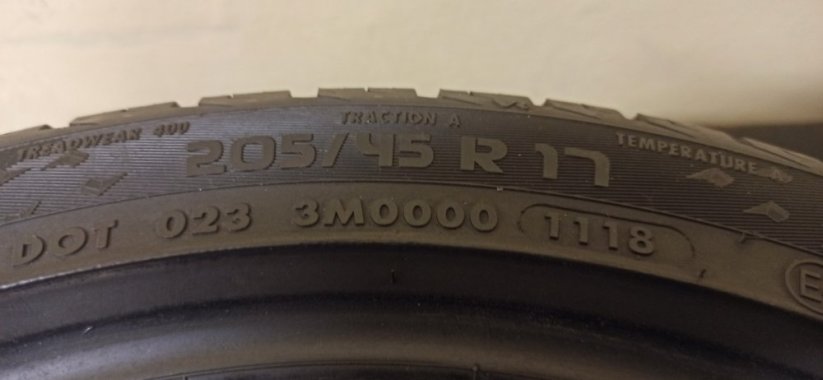 TREADWEAR 400 TRACTION A TEMPERATURE A
205/45 R 17
DOT 023 3M0000 1118 E